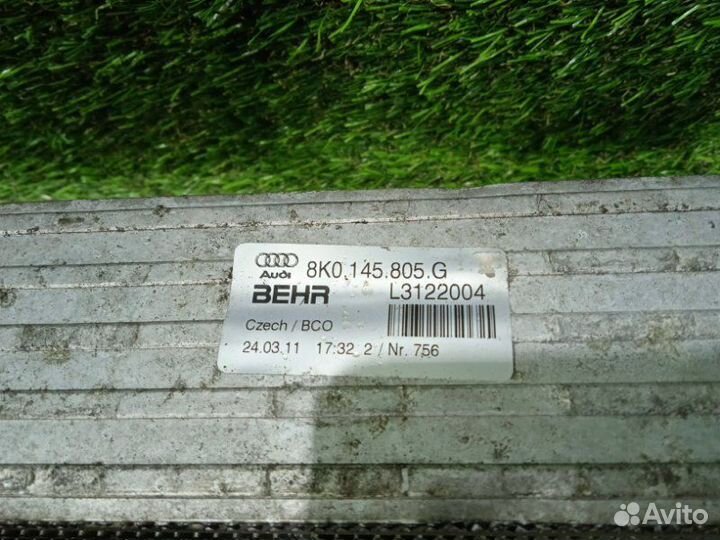 Audi 8K0.145.805.G
BEHR L3122004
Czech / BCO
24.03.11 17:32 2 / Nr. 756
Avito